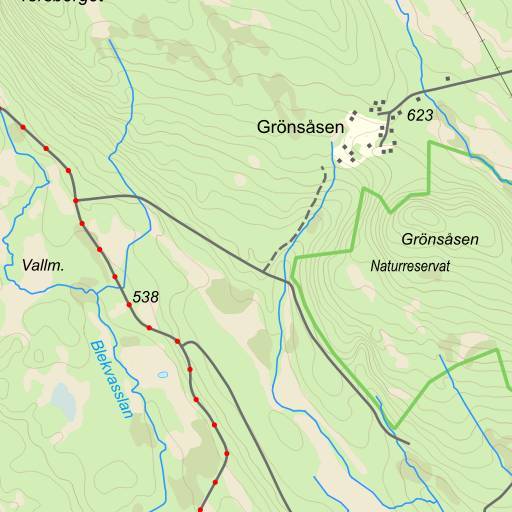 623
Grönsåsen
Grönsåsen
Naturreservat
Vallm.
538
Blekvasslan